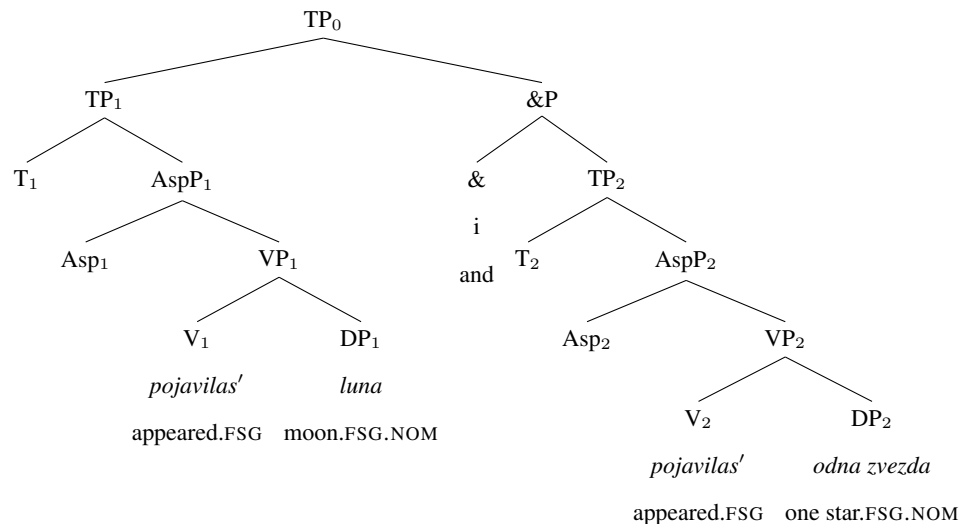 TP₀
TP₁ &P
T₁ AspP₁ & TP₂
i
Asp₁ VP₁ and T₂ AspP₂
V₁ DP₁ Asp₂ VP₂
pojavilas′ luna
appeared.FSG moon.FSG.NOM V₂ DP₂
pojavilas′ odna zvezda
appeared.FSG one star.FSG.NOM